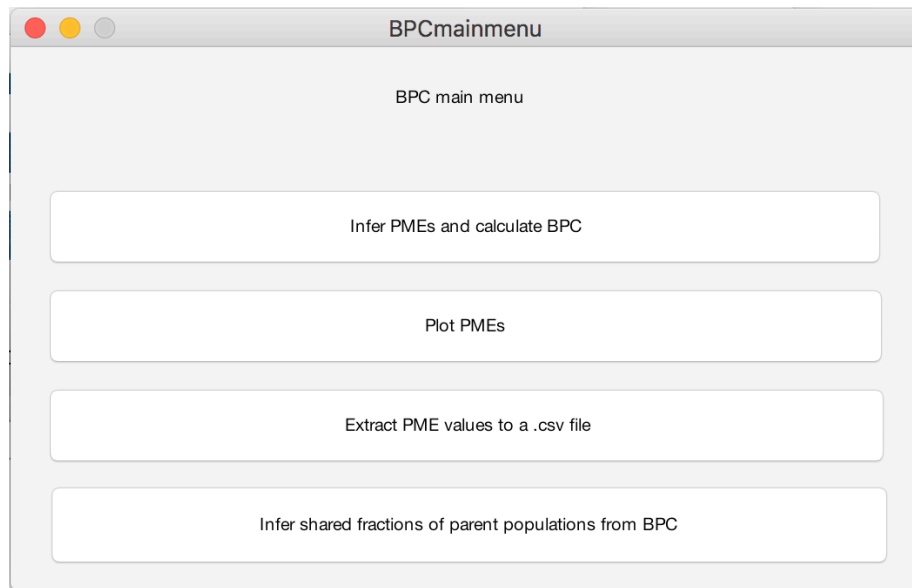 BPCmainmenu
BPC main menu
Infer PMEs and calculate BPC
Plot PMEs
Extract PME values to a .csv file
Infer shared fractions of parent populations from BPC